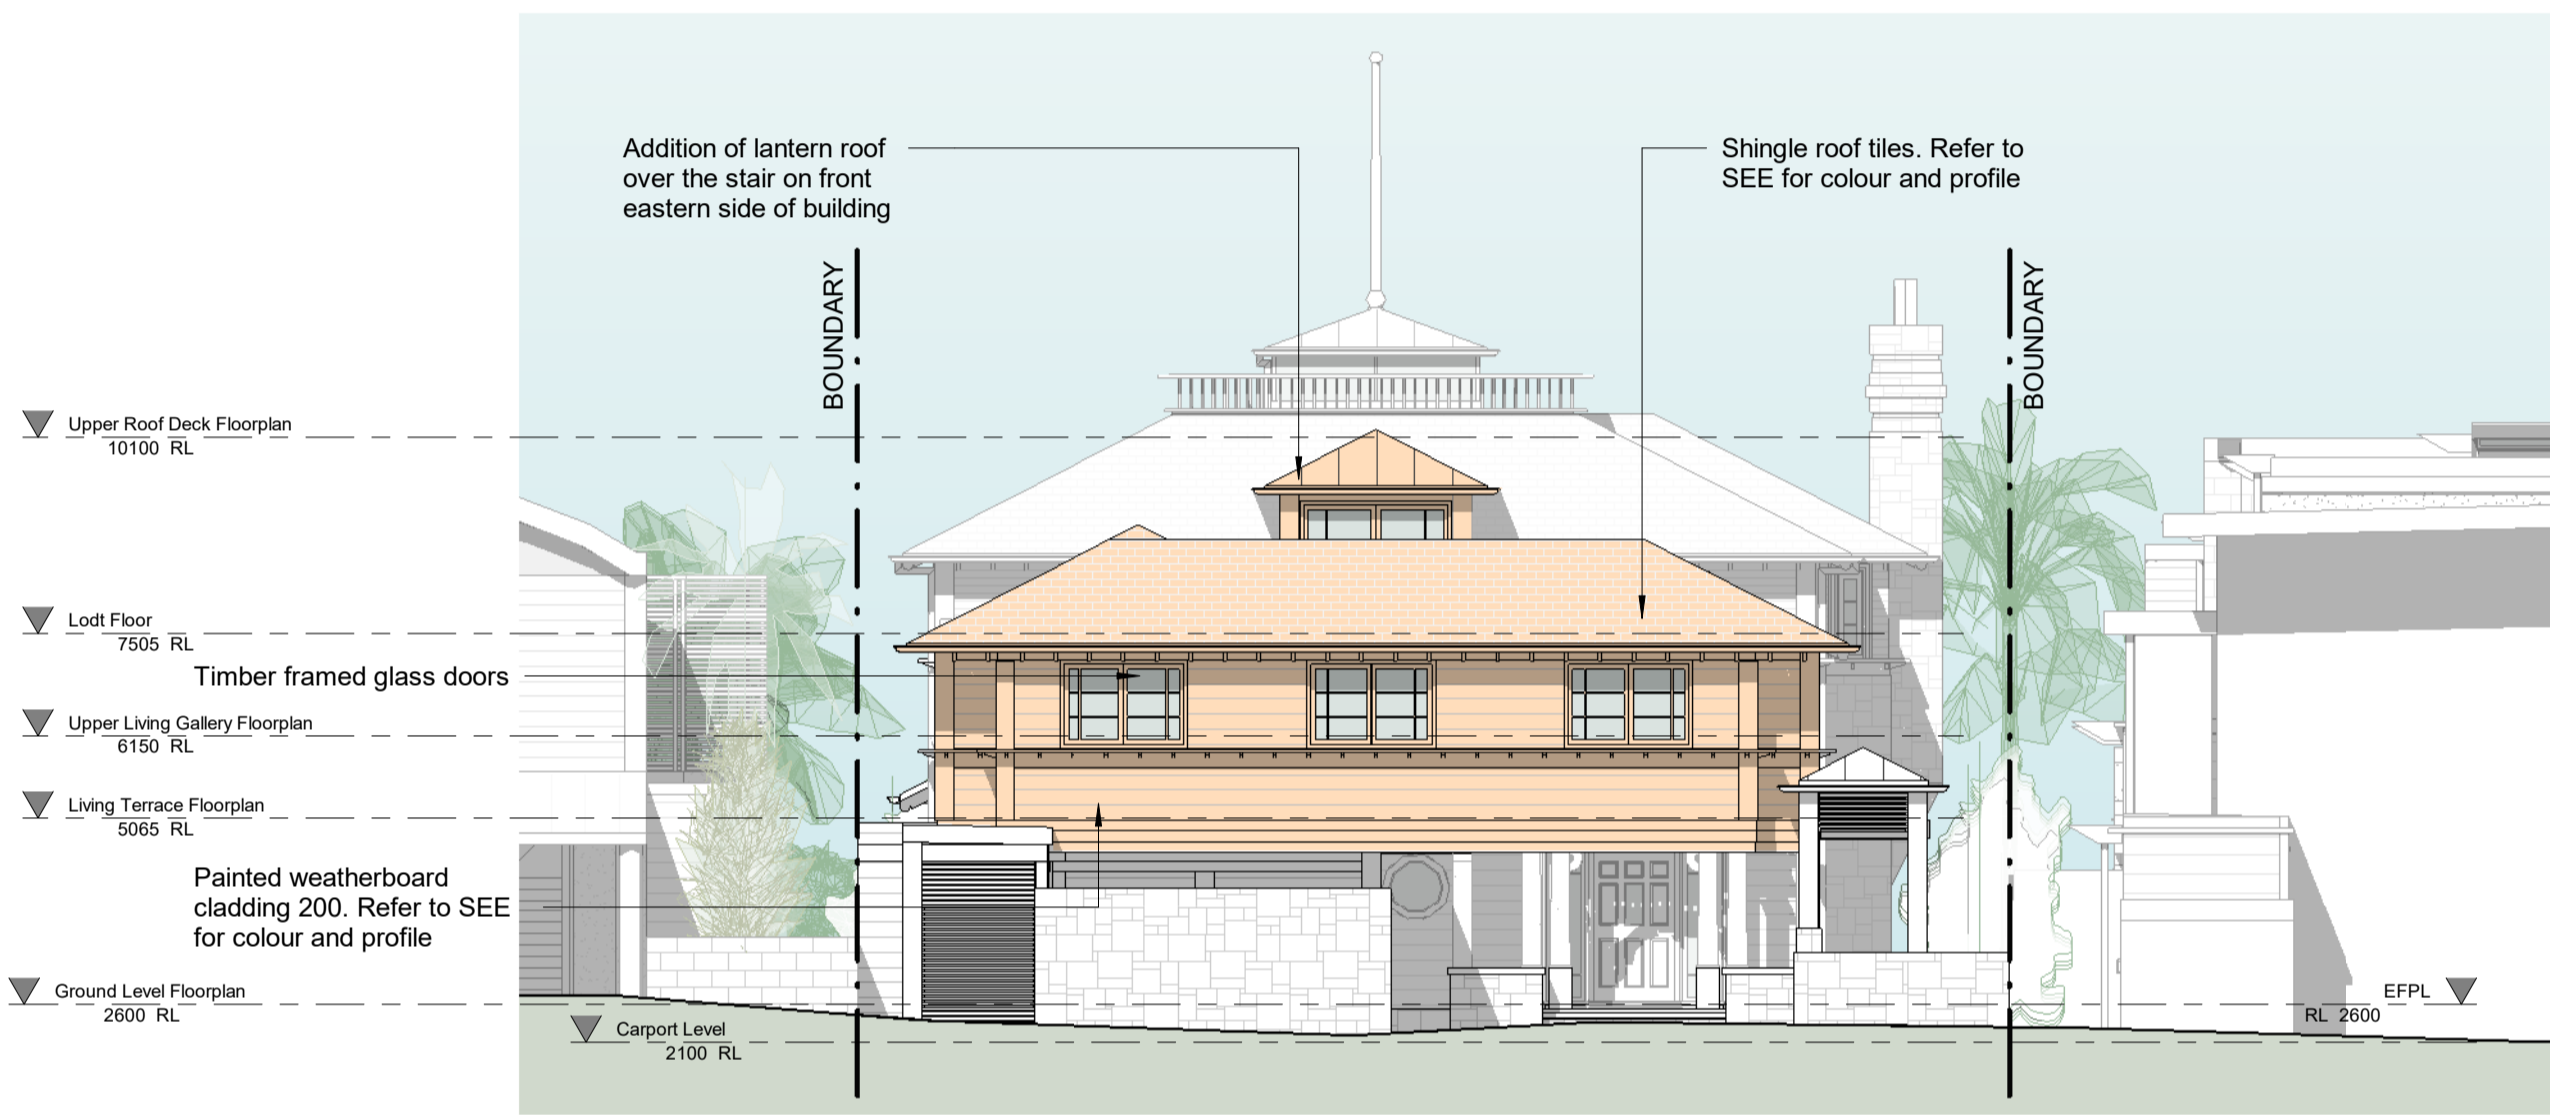 Addition of lantern roof
over the stair on front
eastern side of building
Shingle roof tiles. Refer to
SEE for colour and profile
BOUNDARY
BOUNDARY
Upper Roof Deck Floorplan
10100 RL
Lodt Floor
7505 RL
Timber framed glass doors
Upper Living Gallery Floorplan
6150 RL
Living Terrace Floorplan
5065 RL
Painted weatherboard
cladding 200. Refer to SEE
for colour and profile
Ground Level Floorplan
2600 RL
EFPL
RL 2600
Carport Level
2100 RL